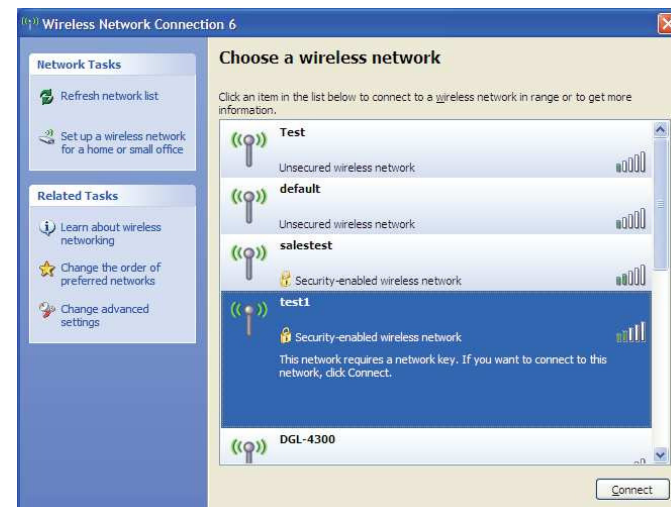 Wireless Network Connection 6
Network Tasks
Refresh network list
Set up a wireless network
for a home or small office
Related Tasks
Learn about wireless
networking
Change the order of
preferred networks
Change advanced
settings
Choose a wireless network
Click an item in the list below to connect to a wireless network in range or to get more
information.
Test
Unsecured wireless network
default
Unsecured wireless network
salestest
Security-enabled wireless network
test1
Security-enabled wireless network
This network requires a network key. If you want to connect to this
network, click Connect.
DGL-4300
Connect